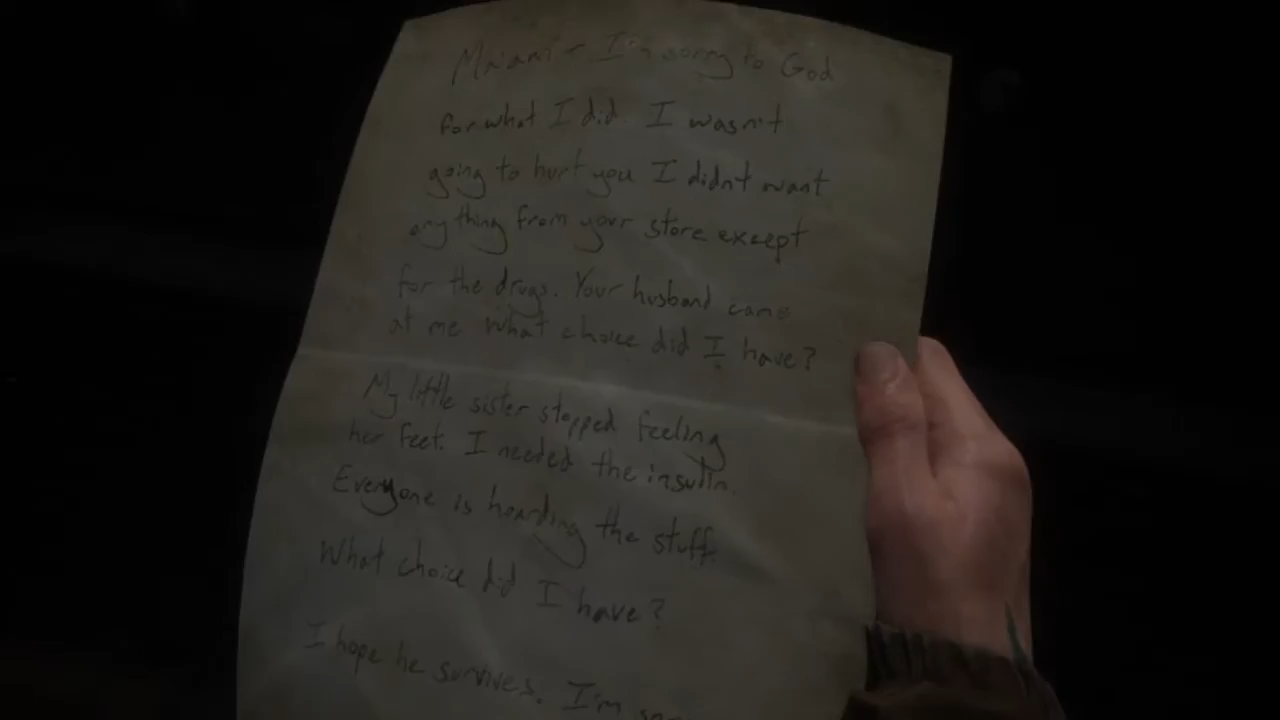 Ma'am - I'm sorry to God
for what I did I wasn't
going to hurt you I didn't want
anything from your store except
for the drugs. Your husband came
at me what choice did I have?
My little sister stopped feeling
her feet. I needed the insulin.
Everyone is hoarding the stuff.
What choice did I have?
I hope he survives. I'm